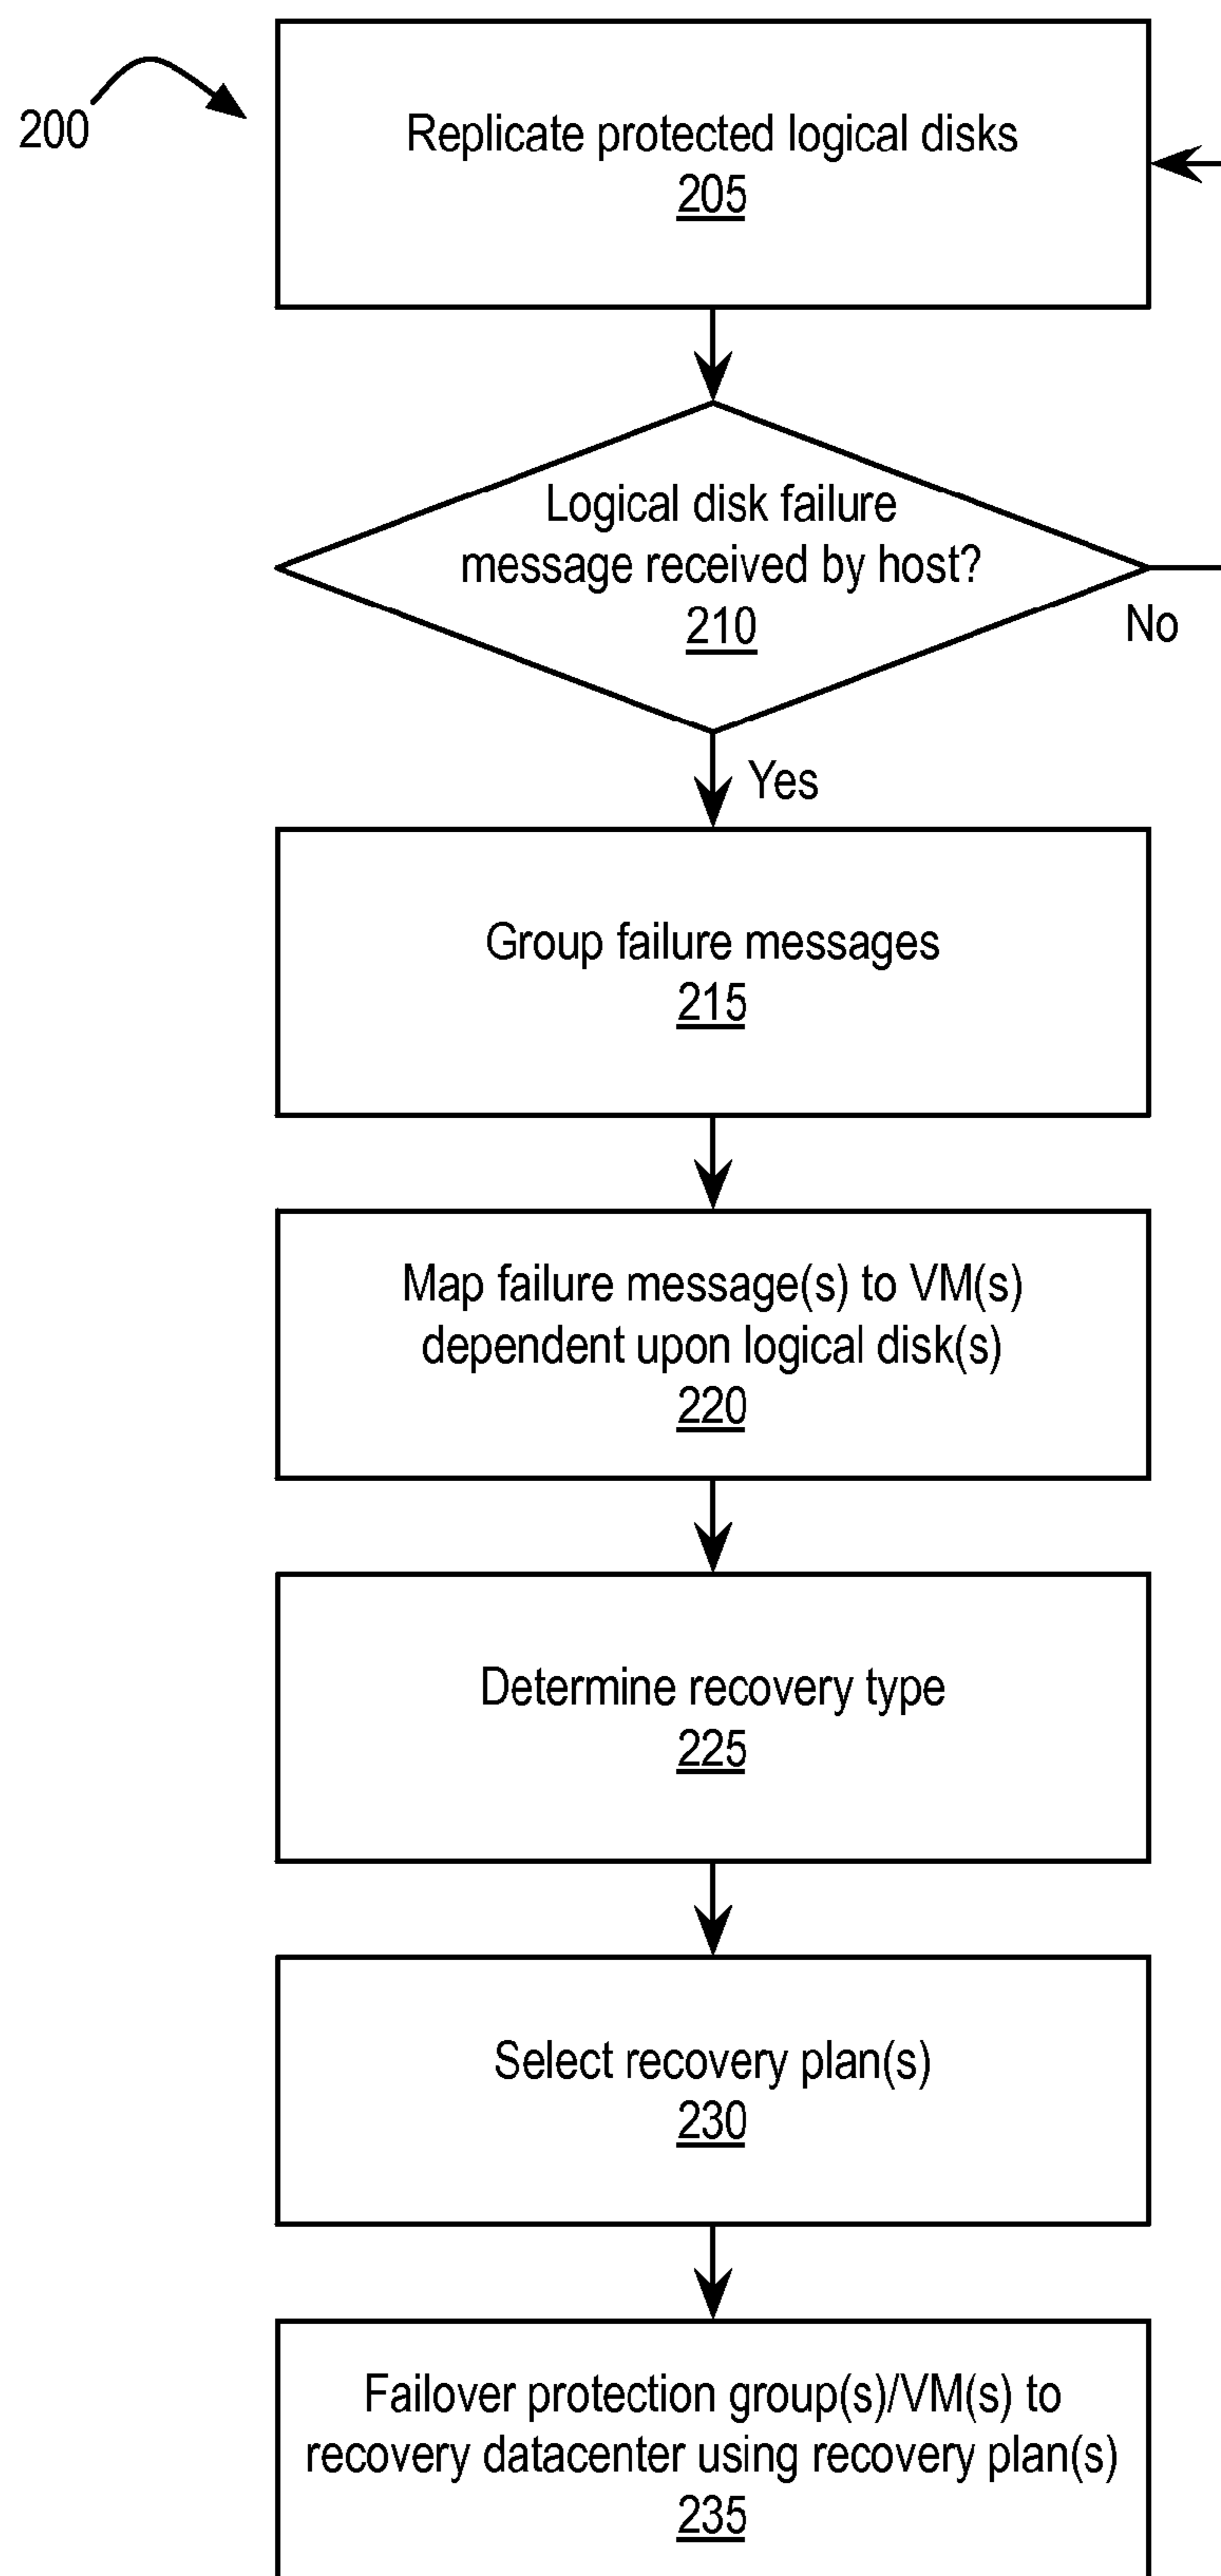 200
Replicate protected logical disks
205
Logical disk failure
message received by host?
210
No
Yes
Group failure messages
215
Map failure message(s) to VM(s)
dependent upon logical disk(s)
220
Determine recovery type
225
Select recovery plan(s)
230
Failover protection group(s)/VM(s) to
recovery datacenter using recovery plan(s)
235